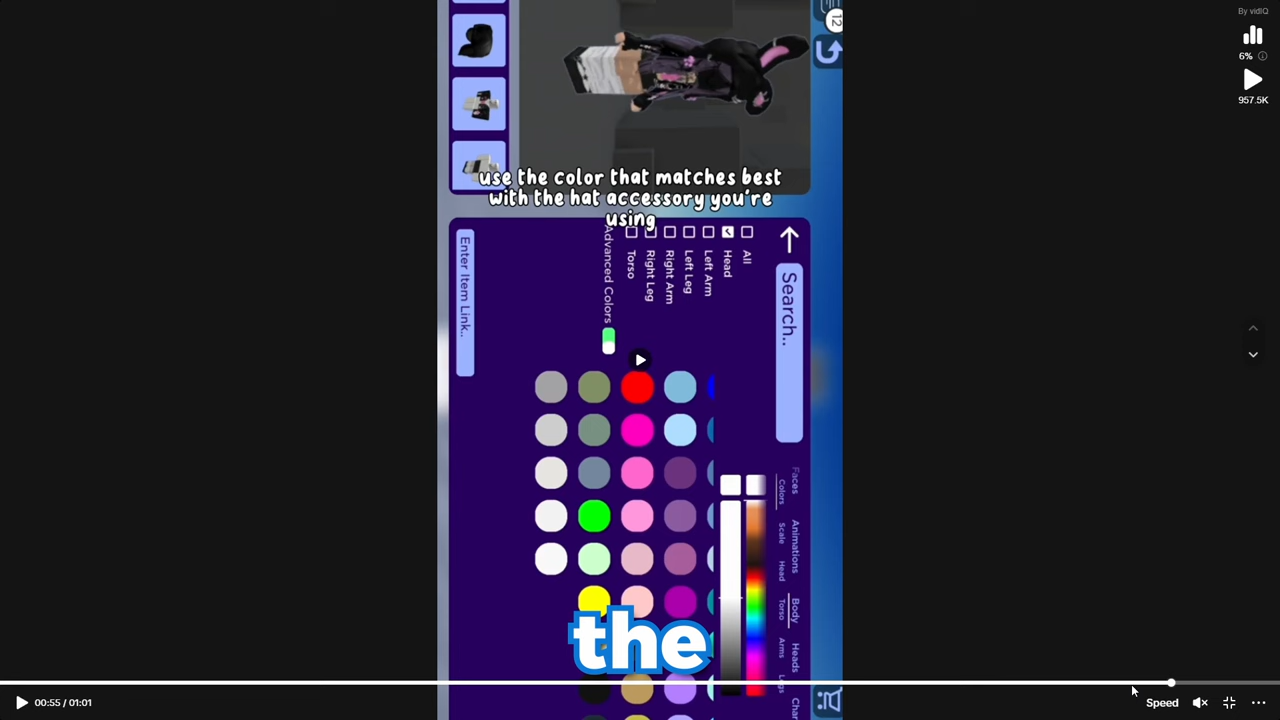 By vidIQ
6%
957.5K
12
use the color that matches best
with the hat accessory you're
using
Search..
All
Head
Left Arm
Left Leg
Right Arm
Right Leg
Torso
Advanced Colors
Enter Item Link..
Faces
Animations
Body
Heads
Colors
Scale
Head
Torso
Arms
the
00:55 / 01:01
Speed